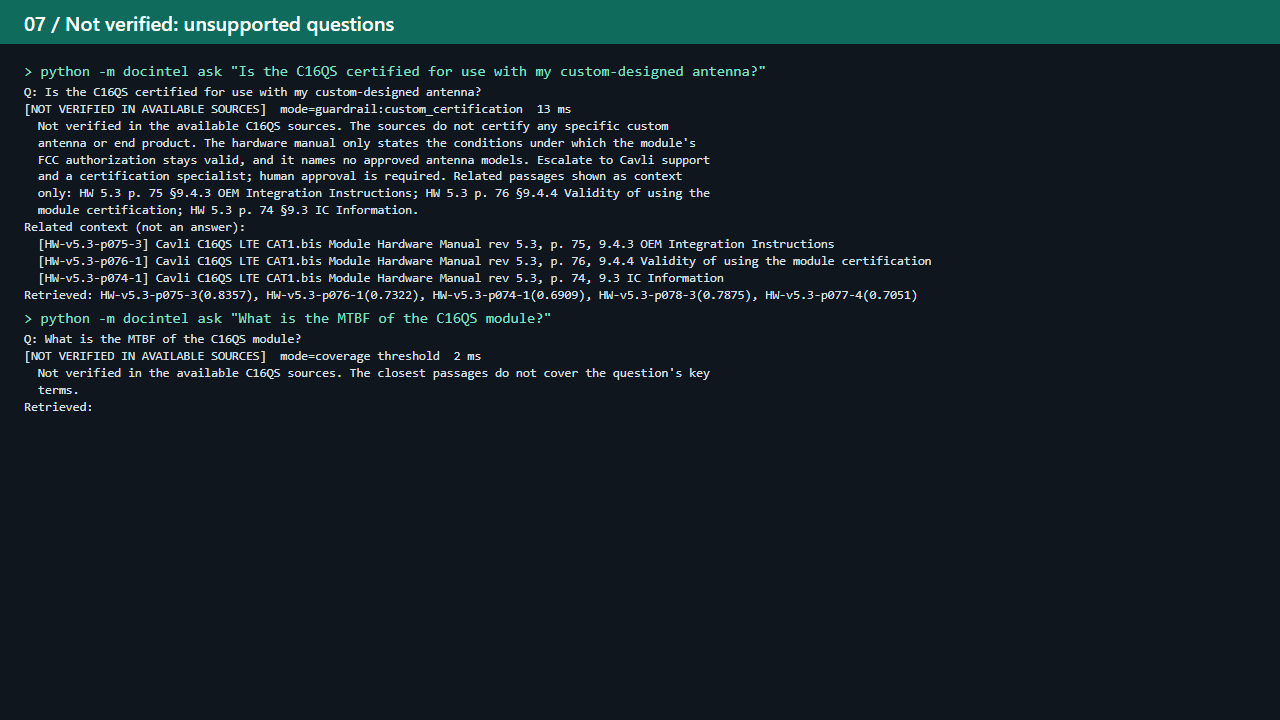 07 / Not verified: unsupported questions
> python -m docintel ask "Is the C16QS certified for use with my custom-designed antenna?"
Q: Is the C16QS certified for use with my custom-designed antenna?
[NOT VERIFIED IN AVAILABLE SOURCES]  mode=guardrail:custom_certification  13 ms
Not verified in the available C16QS sources. The sources do not certify any specific custom
antenna or end product. The hardware manual only states the conditions under which the module's
FCC authorization stays valid, and it names no approved antenna models. Escalate to Cavli support
and a certification specialist; human approval is required. Related passages shown as context
only: HW 5.3 p. 75 §9.4.3 OEM Integration Instructions; HW 5.3 p. 76 §9.4.4 Validity of using the
module certification; HW 5.3 p. 74 §9.3 IC Information.
Related context (not an answer):
[HW-v5.3-p075-3] Cavli C16QS LTE CAT1.bis Module Hardware Manual rev 5.3, p. 75, 9.4.3 OEM Integration Instructions
[HW-v5.3-p076-1] Cavli C16QS LTE CAT1.bis Module Hardware Manual rev 5.3, p. 76, 9.4.4 Validity of using the module certification
[HW-v5.3-p074-1] Cavli C16QS LTE CAT1.bis Module Hardware Manual rev 5.3, p. 74, 9.3 IC Information
Retrieved: HW-v5.3-p075-3(0.8357), HW-v5.3-p076-1(0.7322), HW-v5.3-p074-1(0.6909), HW-v5.3-p078-3(0.7875), HW-v5.3-p077-4(0.7051)
> python -m docintel ask "What is the MTBF of the C16QS module?"
Q: What is the MTBF of the C16QS module?
[NOT VERIFIED IN AVAILABLE SOURCES]  mode=coverage threshold  2 ms
Not verified in the available C16QS sources. The closest passages do not cover the question's key
terms.
Retrieved: